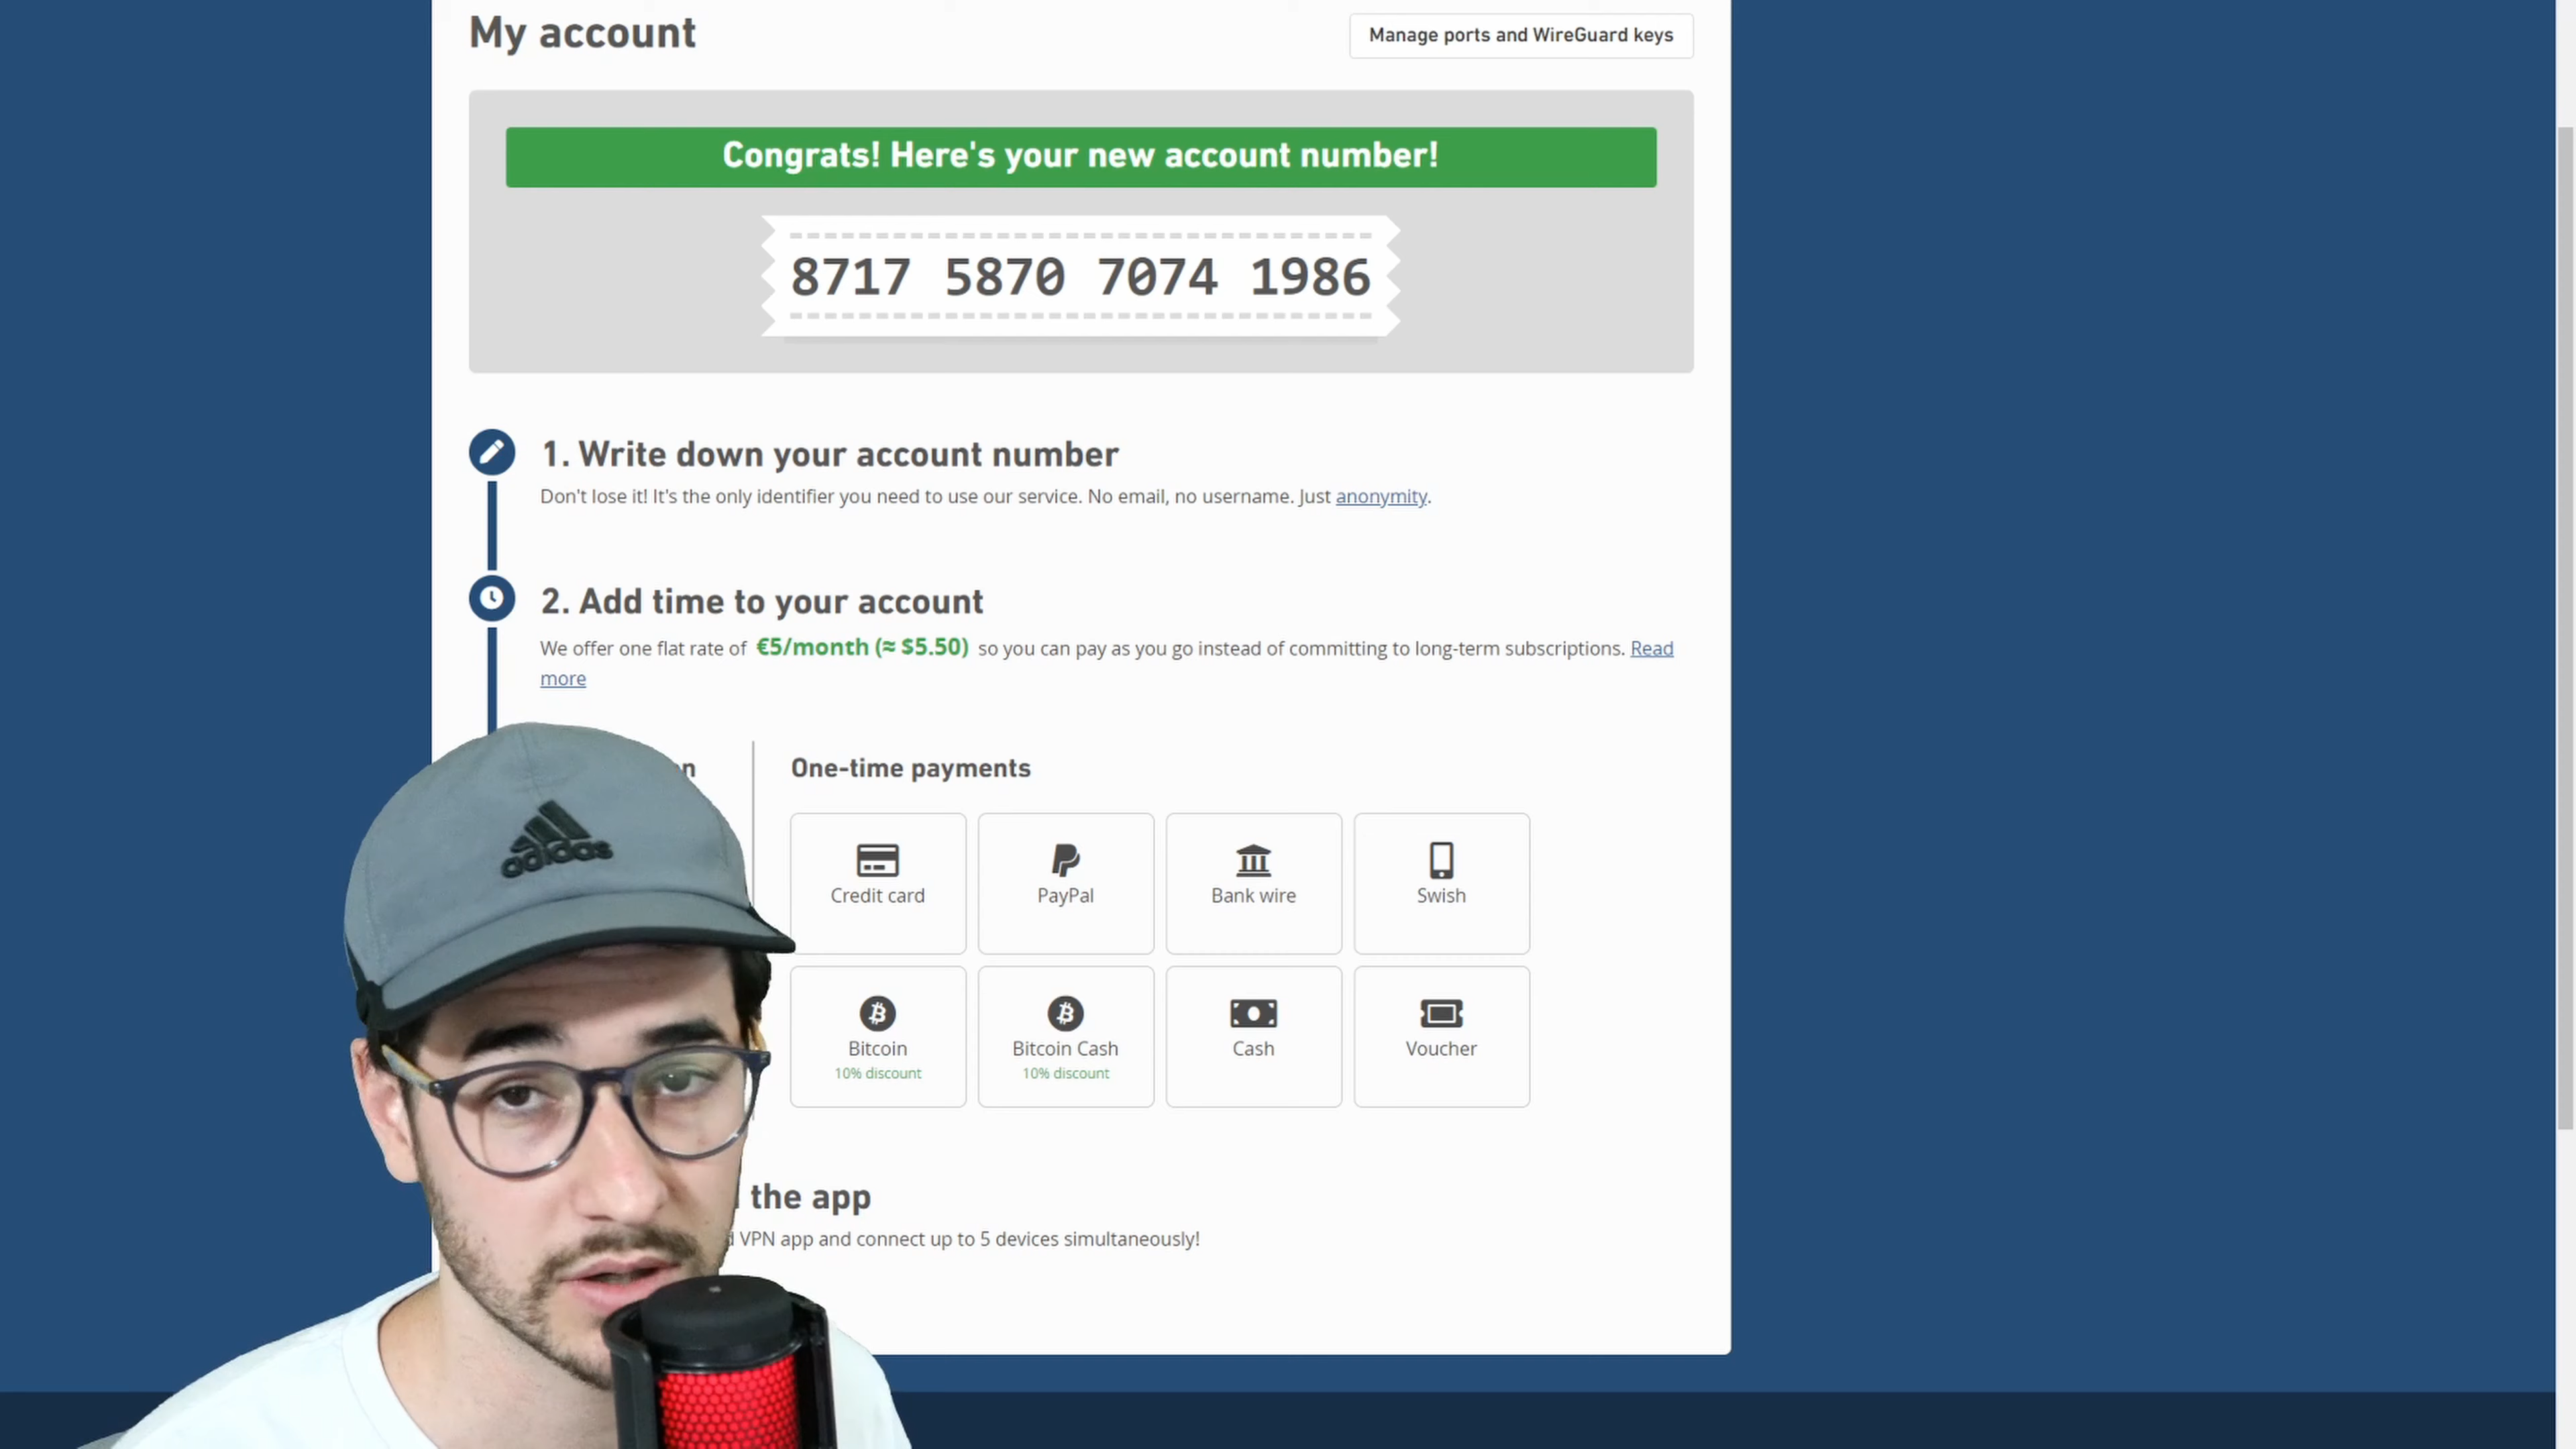 My account
Manage ports and WireGuard keys
Congrats! Here's your new account number!
8717 5870 7074 1986
1. Write down your account number
Don't lose it! It's the only identifier you need to use our service. No email, no username. Just anonymity.
2. Add time to your account
We offer one flat rate of €5/month (≈ $5.50) so you can pay as you go instead of committing to long-term subscriptions. Read
more
One-time payments
Credit card
PayPal
Bank wire
Swish
Bitcoin
10% discount
Bitcoin Cash
10% discount
Cash
Voucher
adidas
the app
VPN app and connect up to 5 devices simultaneously!